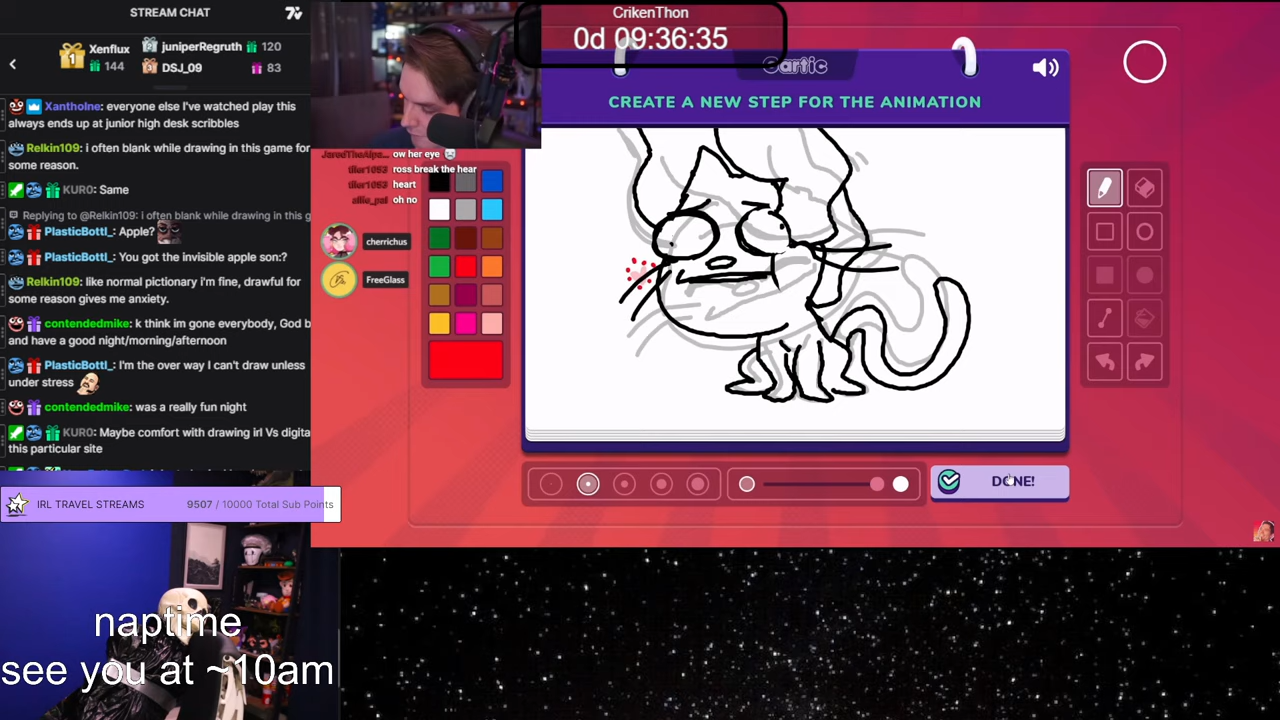 STREAM CHAT
Xenflux
144
juniperRegruth 120
DSJ_09 83
XanthoIne: everyone else I've watched play this
always ends up at junior high desk scribbles
Relkin109: i often blank while drawing in this game for
some reason.
KUR0: Same
Replying to @Relkin109: i often blank while drawing in this g
PlasticBottl_: Apple?
PlasticBottl_: You got the invisible apple son:?
Relkin109: like normal pictionary i'm fine, drawful for
some reason gives me anxiety.
contendedmike: k think im gone everybody, God b
and have a good night/morning/afternoon
PlasticBottl_: I'm the over way I can't draw unless
under stress
contendedmike: was a really fun night
KUR0: Maybe comfort with drawing irl Vs digita
this particular site
IRL TRAVEL STREAMS 9507 / 10000 Total Sub Points
naptime
see you at ~10am
CrikenThon
0d 09:36:35
Gartic
CREATE A NEW STEP FOR THE ANIMATION
ow her eye
tiler1053 ross break the hear
tiler1053 heart
allie_pal oh no
cherrichus
FreeGlass
DONE!